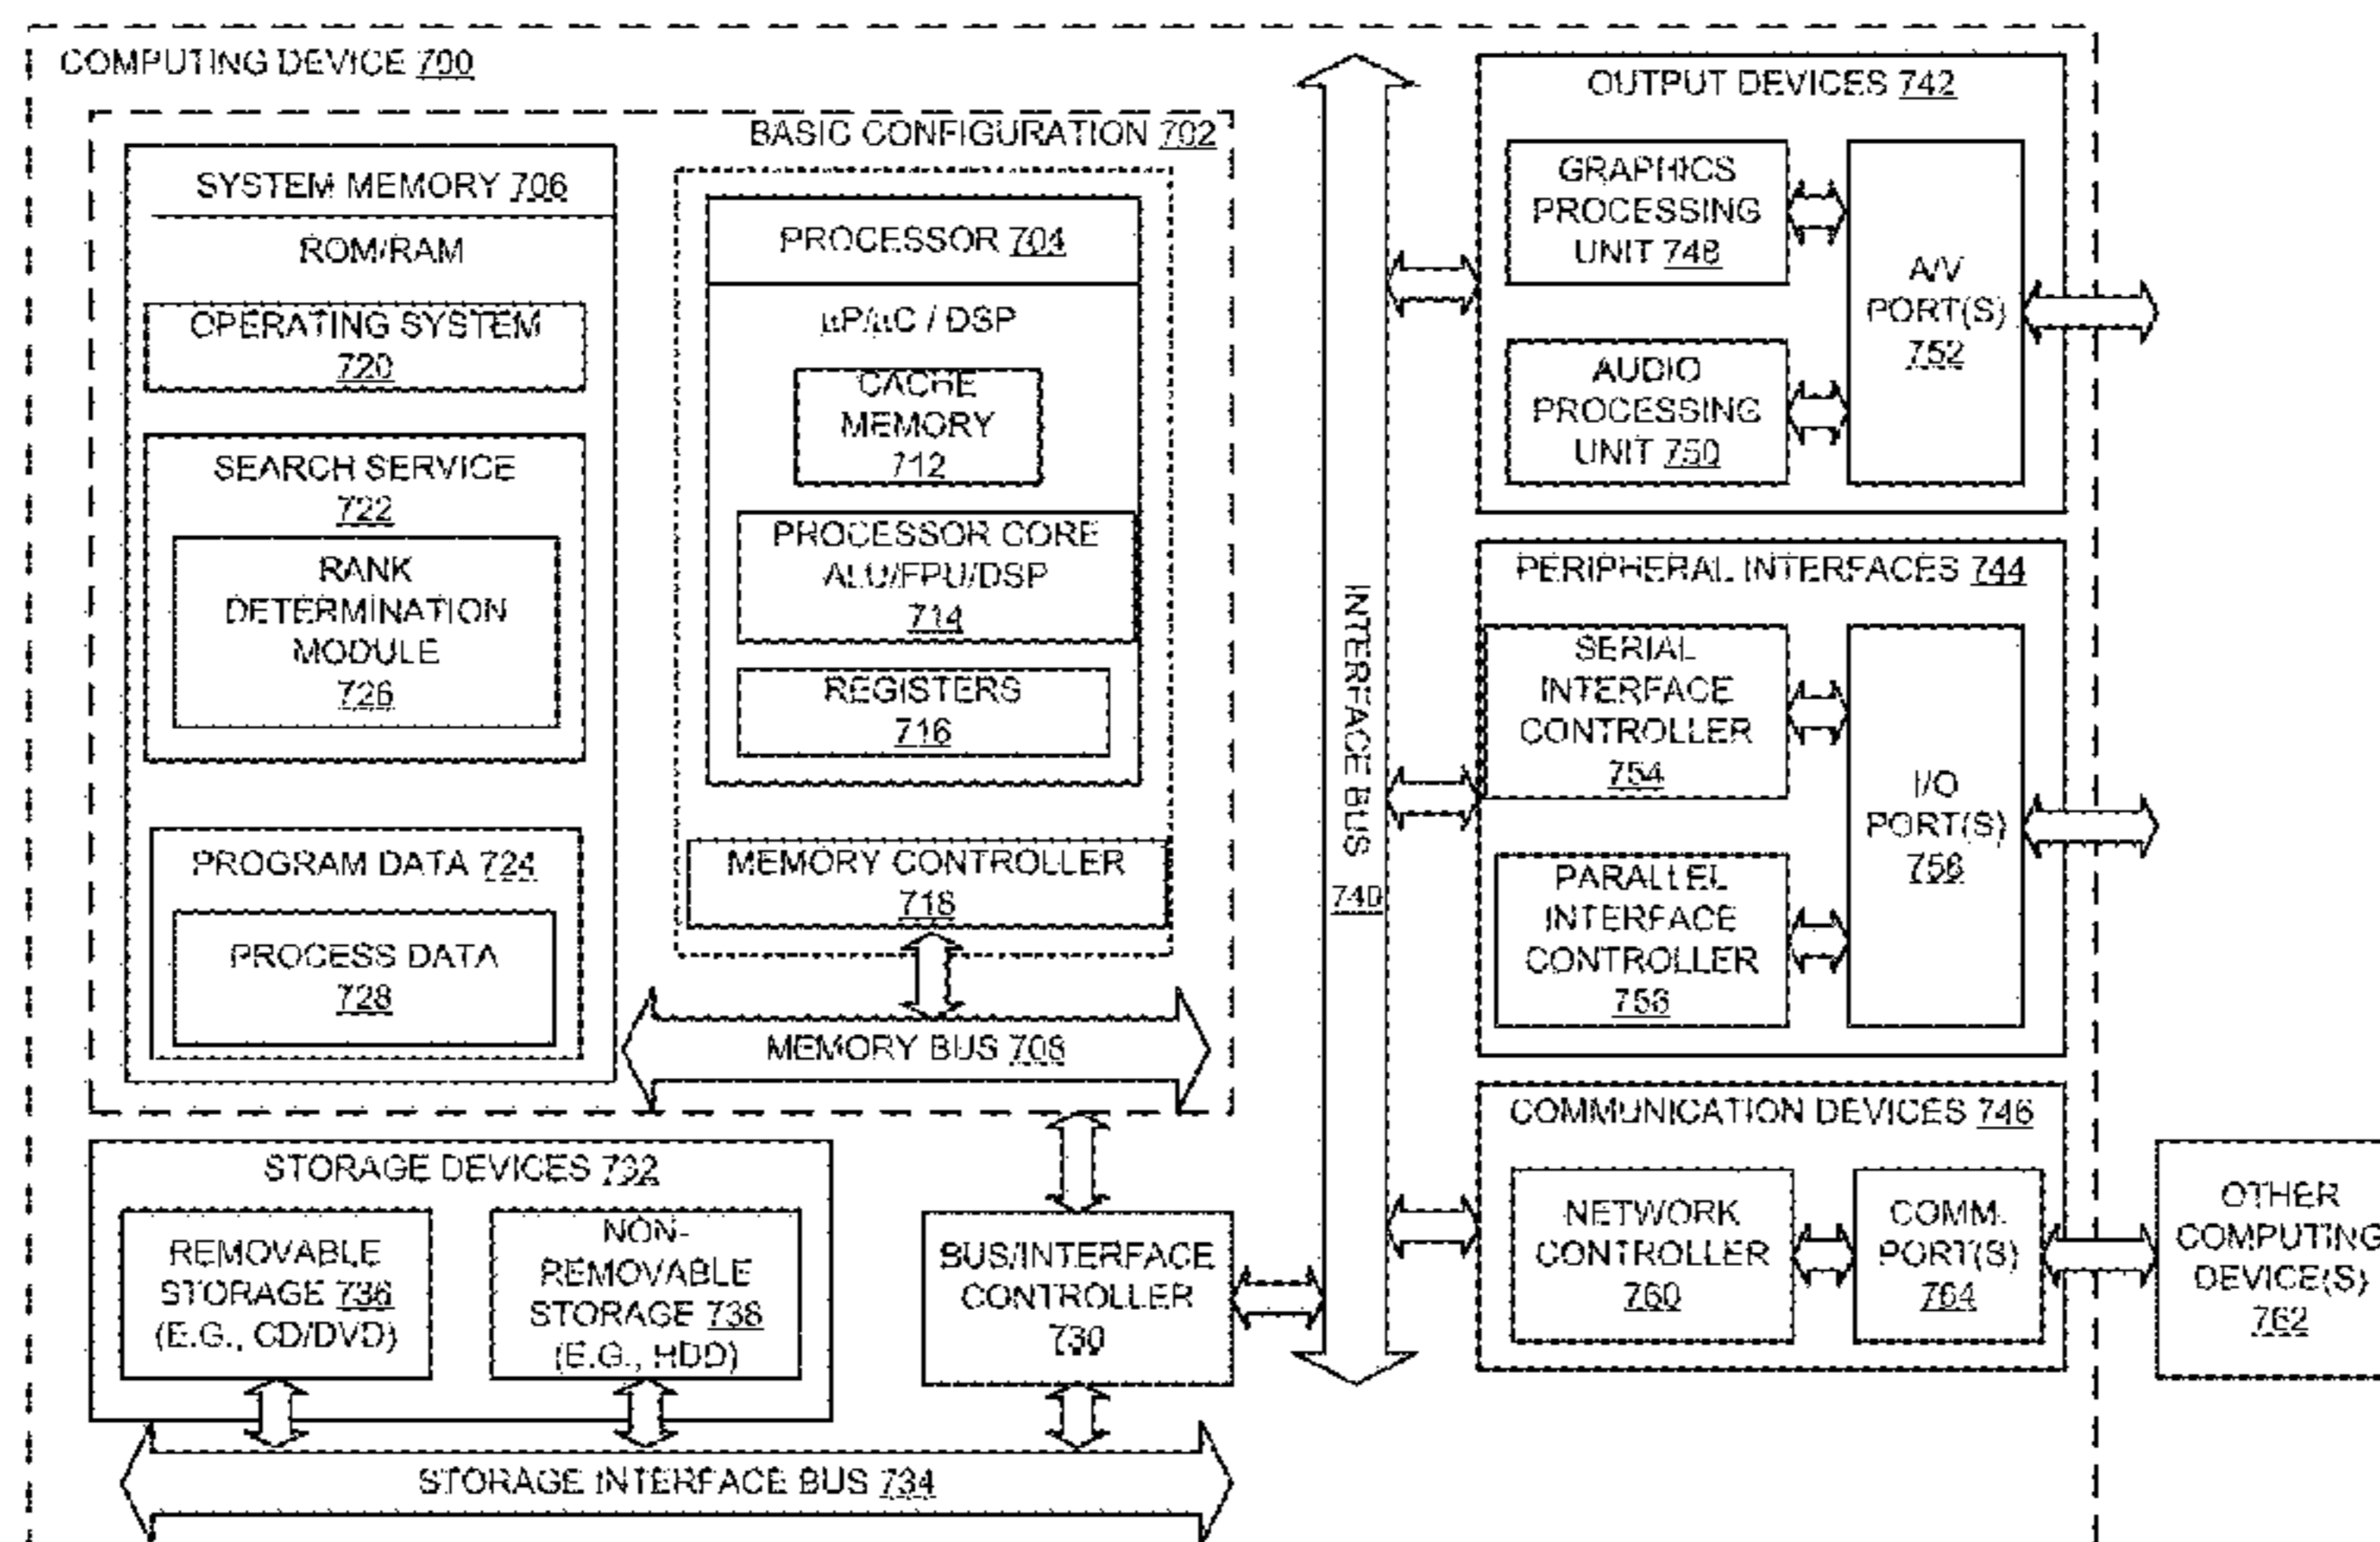 COMPUTING DEVICE 700
BASIC CONFIGURATION 702
SYSTEM MEMORY 706
ROM/RAM
OPERATING SYSTEM
720
SEARCH SERVICE
722
RANK
DETERMINATION
MODULE
726
PROGRAM DATA 724
PROCESS DATA
728
PROCESSOR 704
µP/µC / DSP
CACHE
MEMORY
712
PROCESSOR CORE
ALU/FPU/DSP
714
REGISTERS
716
MEMORY CONTROLLER
718
MEMORY BUS 708
STORAGE DEVICES 732
REMOVABLE
STORAGE 736
(E.G., CD/DVD)
NON-
REMOVABLE
STORAGE 738
(E.G., HDD)
BUS/INTERFACE
CONTROLLER
730
STORAGE INTERFACE BUS 734
INTERFACE BUS
740
OUTPUT DEVICES 742
GRAPHICS
PROCESSING
UNIT 748
AUDIO
PROCESSING
UNIT 750
A/V
PORT(S)
752
PERIPHERAL INTERFACES 744
SERIAL
INTERFACE
CONTROLLER
754
PARALLEL
INTERFACE
CONTROLLER
I/O
PORT(S)
COMMUNICATION DEVICES 746
NETWORK
CONTROLLER
760
COMM.
PORT(S)
764
OTHER
COMPUTING
DEVICE(S)
762